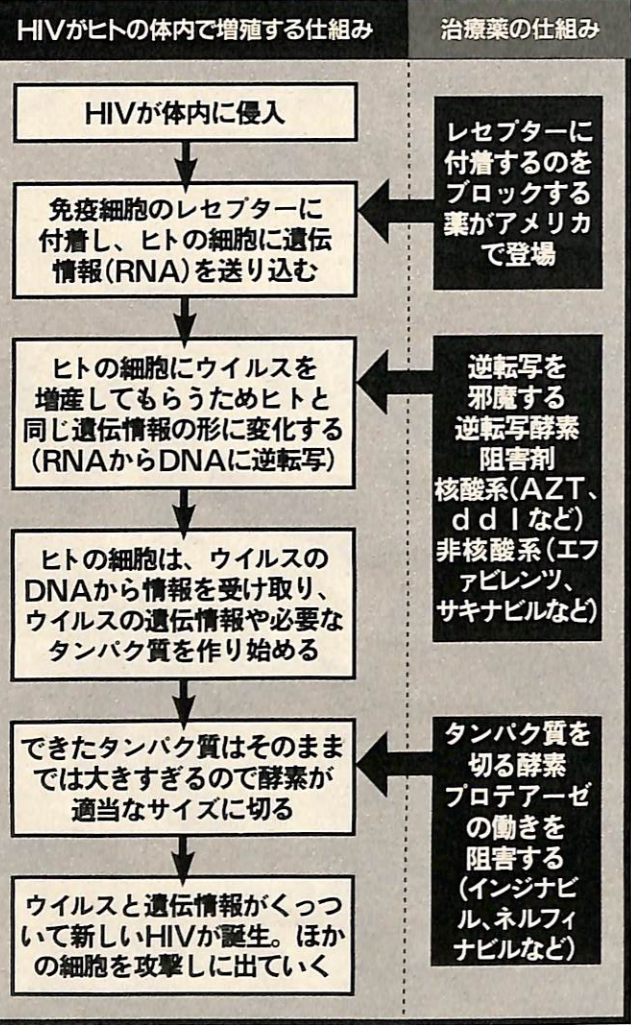 HIVがヒトの体内で増殖する仕組み
治療薬の仕組み
HIVが体内に侵入
免疫細胞のレセプターに
付着し、ヒトの細胞に遺伝
情報(RNA)を送り込む
ヒトの細胞にウイルスを
増産してもらうためヒトと
同じ遺伝情報の形に変化する
(RNAからDNAに逆転写)
ヒトの細胞は、ウイルスの
DNAから情報を受け取り、
ウイルスの遺伝情報や必要な
タンパク質を作り始める
できたタンパク質はそのまま
では大きすぎるので酵素が
適当なサイズに切る
ウイルスと遺伝情報がくっつ
いて新しいHIVが誕生。ほか
の細胞を攻撃しに出ていく
レセプターに
付着するのを
ブロックする
薬がアメリカ
で登場
逆転写を
邪魔する
逆転写酵素
阻害剤
核酸系(AZT、
ddIなど)
非核酸系(エフ
ァビレンツ、
サキナビルなど)
タンパク質を
切る酵素
プロテアーゼ
の働きを
阻害する
(インジナビ
ル、ネルフィ
ナビルなど)